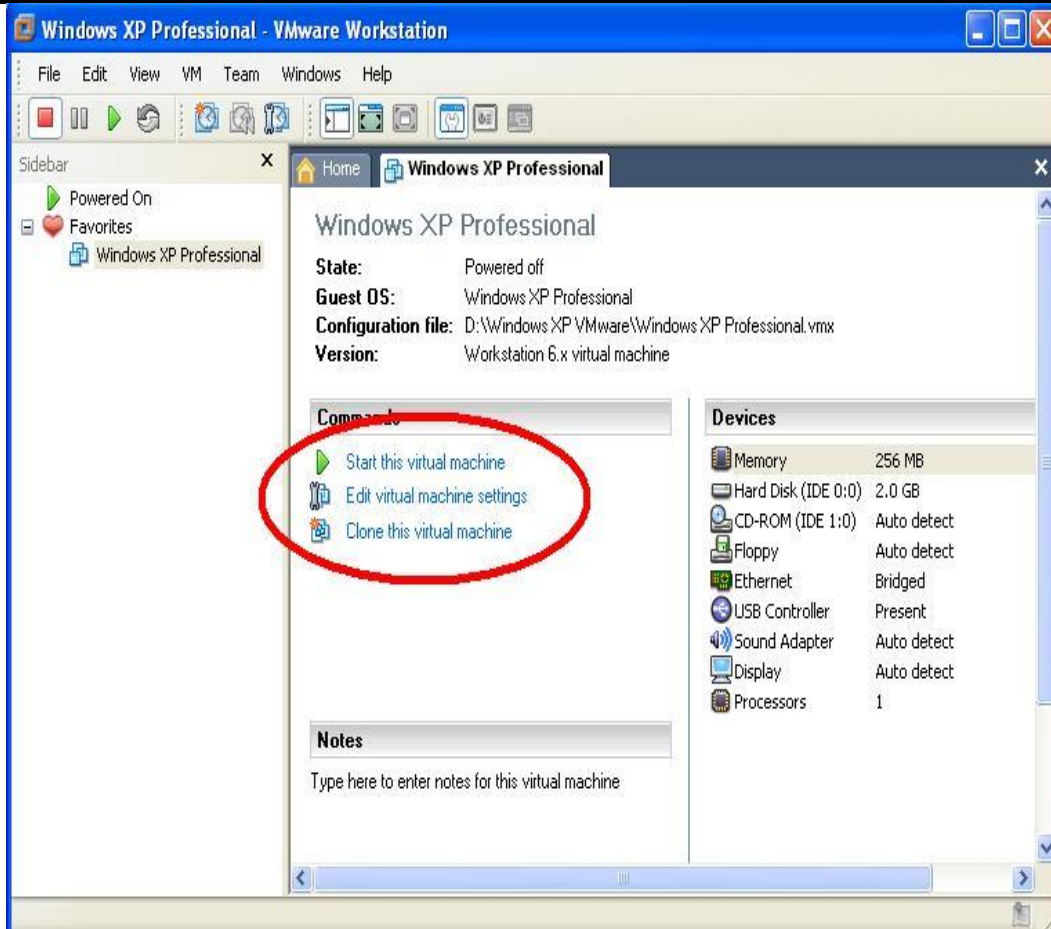 Windows XP Professional - VMware Workstation
File Edit View VM Team Windows Help
Sidebar x
Powered On
Favorites
Windows XP Professional
Home Windows XP Professional x
Windows XP Professional
State: Powered off
Guest OS: Windows XP Professional
Configuration file: D:\Windows XP VMware\Windows XP Professional.vmx
Version: Workstation 6.x virtual machine
Commands
Start this virtual machine
Edit virtual machine settings
Clone this virtual machine
Devices
Memory 256 MB
Hard Disk (IDE 0:0) 2.0 GB
CD-ROM (IDE 1:0) Auto detect
Floppy Auto detect
Ethernet Bridged
USB Controller Present
Sound Adapter Auto detect
Display Auto detect
Processors 1
Notes
Type here to enter notes for this virtual machine